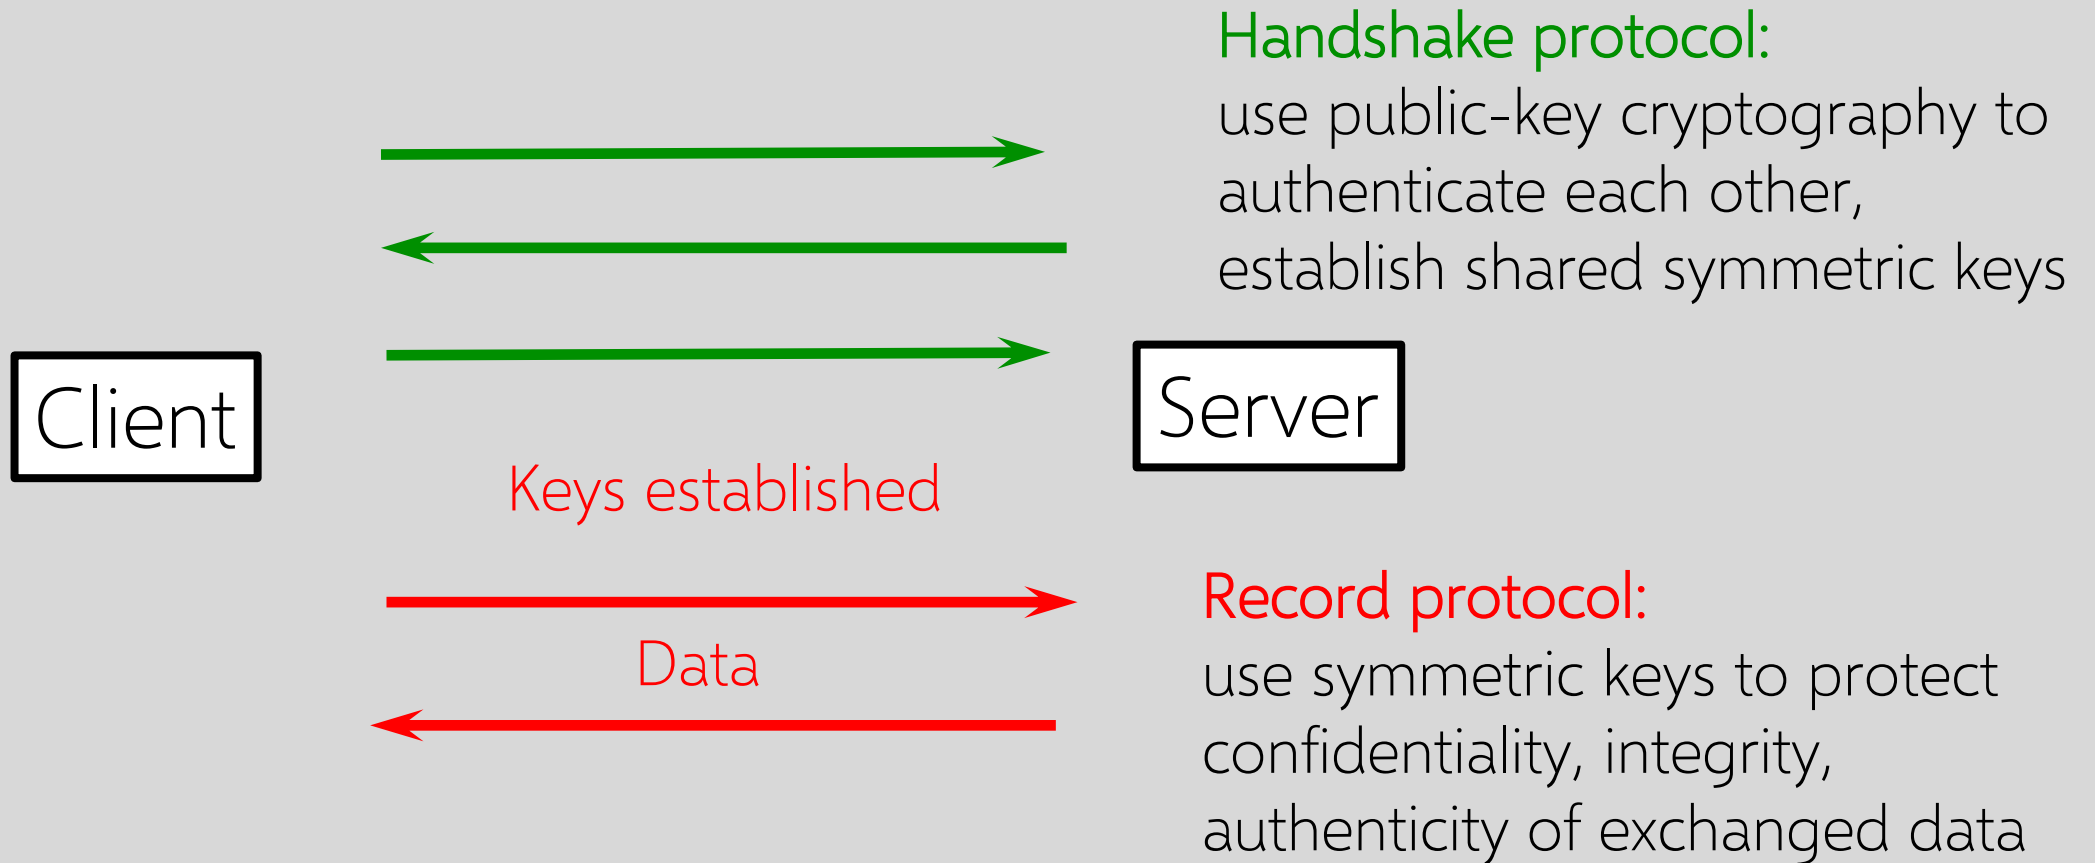 Handshake protocol:
use public-key cryptography to
authenticate each other,
establish shared symmetric keys
Client
Server
Keys established
Record protocol:
use symmetric keys to protect
confidentiality, integrity,
authenticity of exchanged data
Data